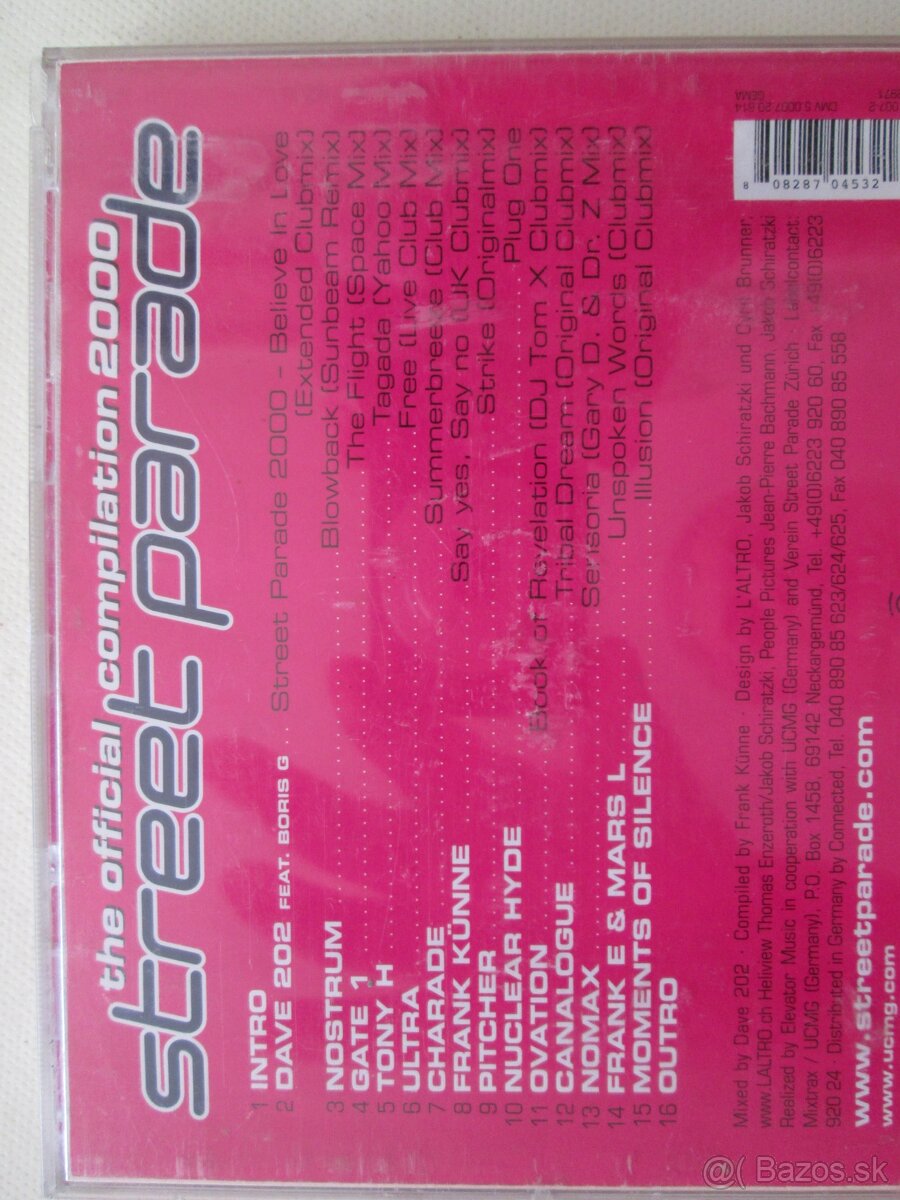 the official compilation 2000
street parade
1 INTRO
2 DAVE 202 FEAT. BORIS G Street Parade 2000 - Believe In Love
(Extended Clubmix)
3 NOSTRUM Blowback (Sunbeam Remix)
4 GATE 1 The Flight (Space Mix)
5 TONY H Tagada (Yahoo Mix)
6 ULTRA Free (Love Club Mix)
7 CHARADE Summerbreeze (Club Mix)
8 FRANK KÜNNE Say yes, Say no (UK Clubmix)
9 PITCHER Strike (Originalmix)
10 NUCLEAR HYDE Plug One
11 OVATION Book of Revelation (DJ Tom X Clubmix)
12 CANALOGUE Tribal Dream (Original Clubmix)
13 NOMAX Sensoria (Gary D. & Dr. Z Mix)
14 FRANK E & MARS L Unspoken Words (Clubmix)
15 MOMENTS OF SILENCE Illusion (Original Clubmix)
16 OUTRO
Mixed by Dave 202 · Compiled by Frank Künne · Design by L'ALTRO, Jakob Schiratzki und Cyril Brunner,
www.LALTRO.ch Heliview Thomas Enzeroth/Jakob Schiratzki, People Pictures Jean-Pierre Bachmann, Jakob Schiratzki
Realized by Elevator Music in cooperation with UCMG (Germany) and Verein Street Parade Zürich Labelcontact:
Mixtrax / UCMG (Germany), P.O. Box 1458, 69142 Neckargemünd, Tel. +49(0)6223 920 60, Fax +49(0)6223
920 24 · Distributed in Germany by Connected, Tel. 040 890 85 623/624/625, Fax 040 890 85 558
www.streetparade.com
www.ucmg.com
8 08287 04532
GEMA
@( Bazos.sk